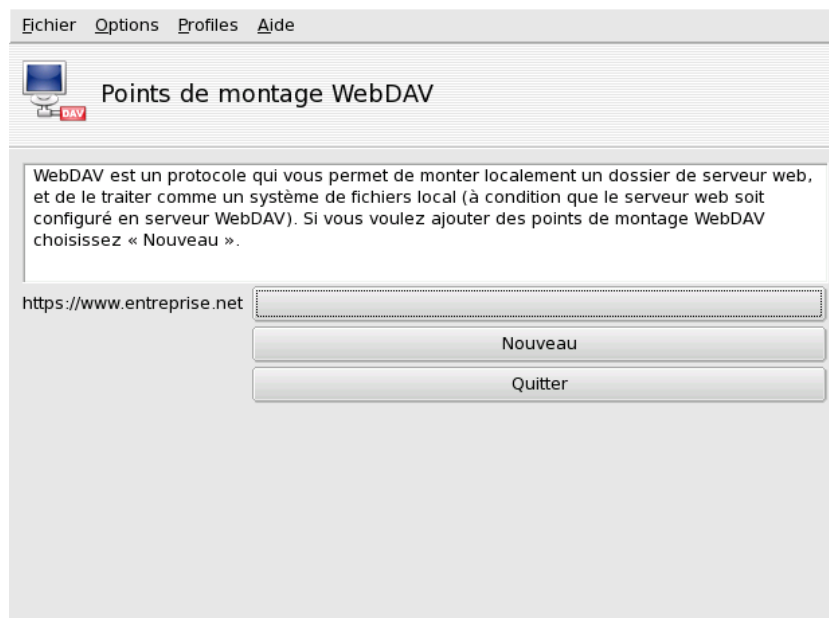 Fichier Options Profiles Aide
DAV
Points de montage WebDAV
WebDAV est un protocole qui vous permet de monter localement un dossier de serveur web,
et de le traiter comme un système de fichiers local (à condition que le serveur web soit
configuré en serveur WebDAV). Si vous voulez ajouter des points de montage WebDAV
choisissez « Nouveau ».
https://www.entreprise.net
Nouveau
Quitter